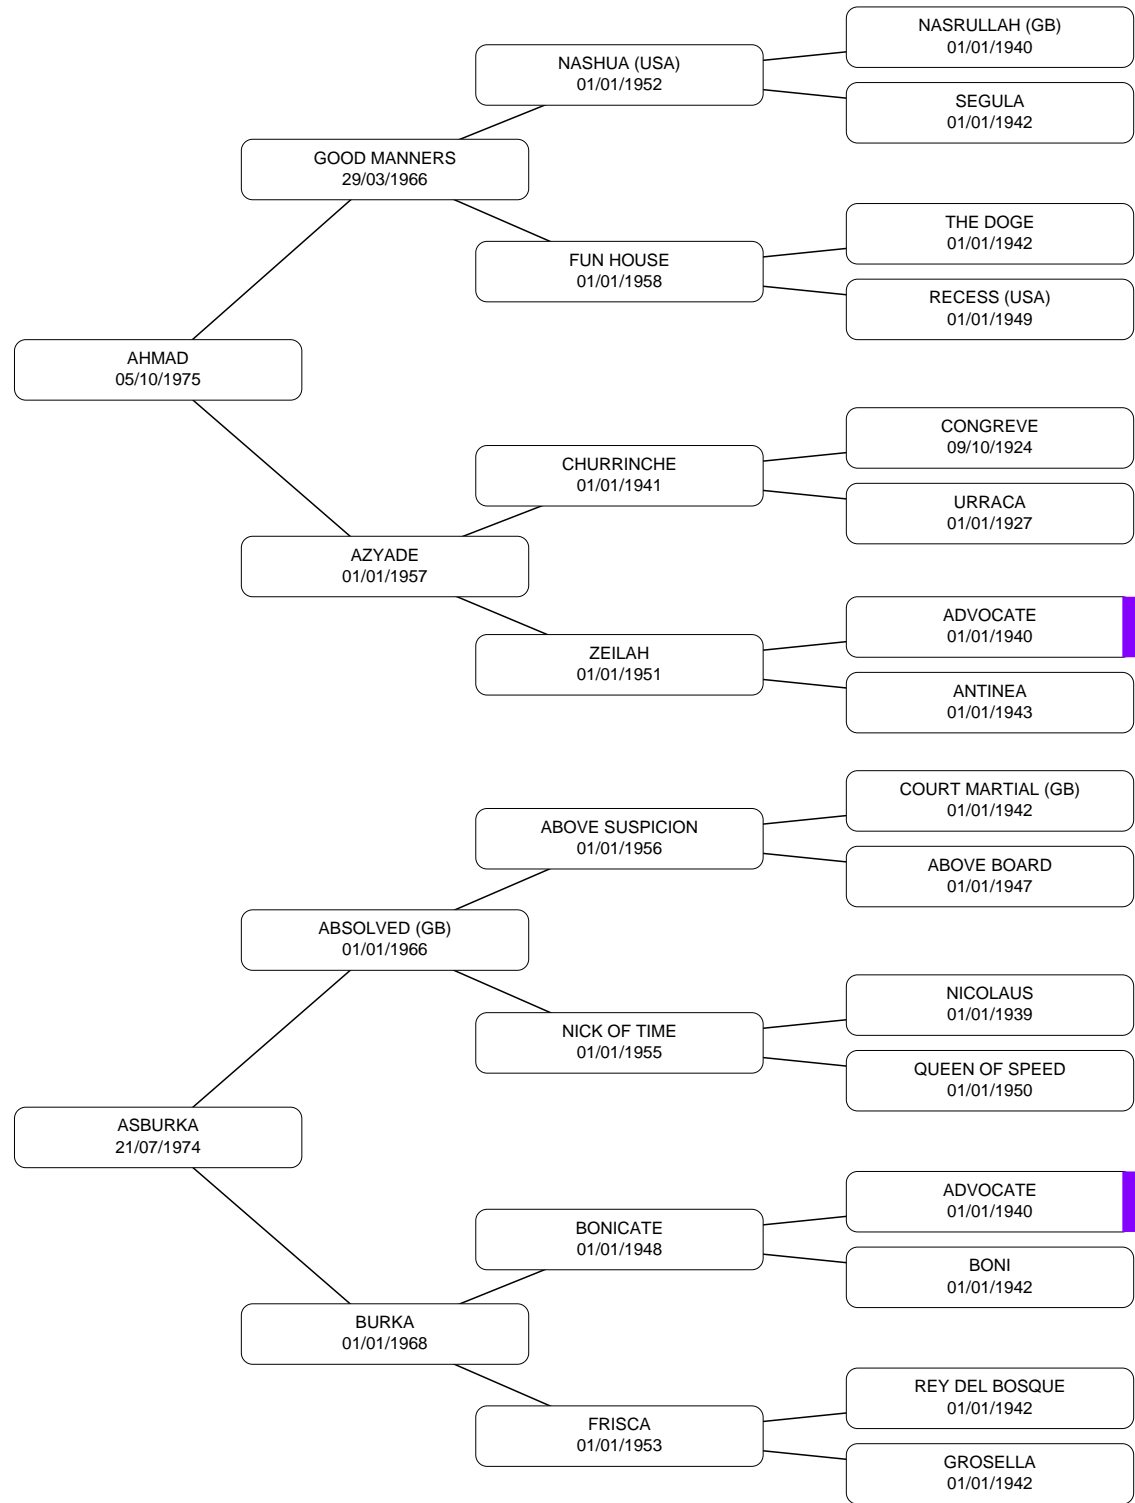 NASRULLAH (GB)
01/01/1940
NASHUA (USA)
01/01/1952
SEGULA
01/01/1942
GOOD MANNERS
29/03/1966
THE DOGE
01/01/1942
FUN HOUSE
01/01/1958
RECESS (USA)
01/01/1949
AHMAD
05/10/1975
CONGREVE
09/10/1924
CHURRINCHE
01/01/1941
URRACA
01/01/1927
AZYADE
01/01/1957
ADVOCATE
01/01/1940
ZEILAH
01/01/1951
ANTINEA
01/01/1943
COURT MARTIAL (GB)
01/01/1942
ABOVE SUSPICION
01/01/1956
ABOVE BOARD
01/01/1947
ABSOLVED (GB)
01/01/1966
NICOLAUS
01/01/1939
NICK OF TIME
01/01/1955
QUEEN OF SPEED
01/01/1950
ASBURKA
21/07/1974
ADVOCATE
01/01/1940
BONICATE
01/01/1948
BONI
01/01/1942
BURKA
01/01/1968
REY DEL BOSQUE
01/01/1942
FRISCA
01/01/1953
GROSELLA
01/01/1942